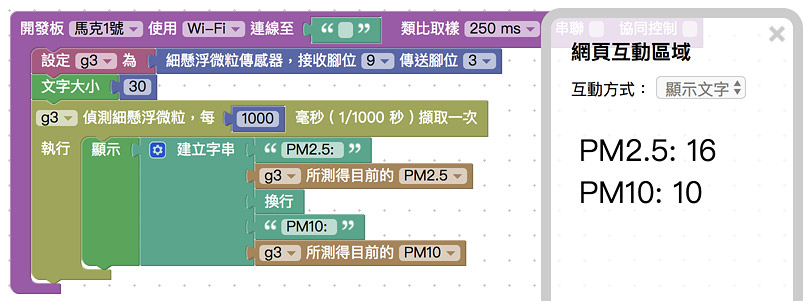 開發板 馬克1號 使用 Wi-Fi 連線至 “ ” 類比取樣 250 ms 串聯 協同控制
設定 g3 為 細懸浮微粒傳感器，接收腳位 9 傳送腳位 3
文字大小 30
g3 偵測細懸浮微粒，每 1000 毫秒（1/1000 秒）擷取一次
執行 顯示 建立字串 “ PM2.5: ”
g3 所測得目前的 PM2.5
換行
“ PM10: ”
g3 所測得目前的 PM10
×
網頁互動區域
互動方式： 顯示文字
PM2.5: 16
PM10: 10